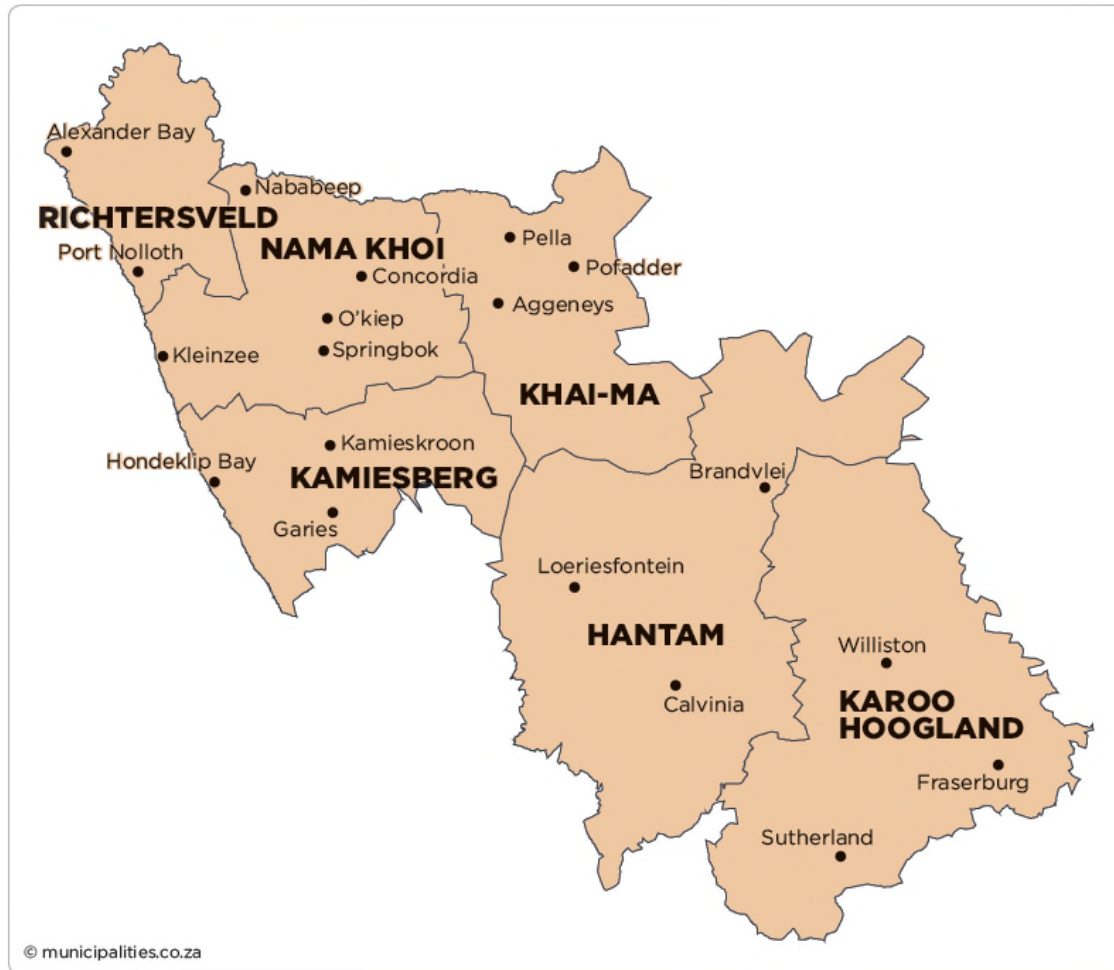 Alexander Bay
Nababeep
RICHTERSVELD
Port Nolloth
NAMA KHOI
Concordia
Pella
Pofadder
Aggeneys
O'kiep
Springbok
Kleinzee
KHAI-MA
Kamieskroon
Hondeklip Bay
KAMIESBERG
Garies
Brandvlei
Loeriesfontein
HANTAM
Calvinia
Williston
KAROO
HOOGLAND
Fraserburg
Sutherland
© municipalities.co.za